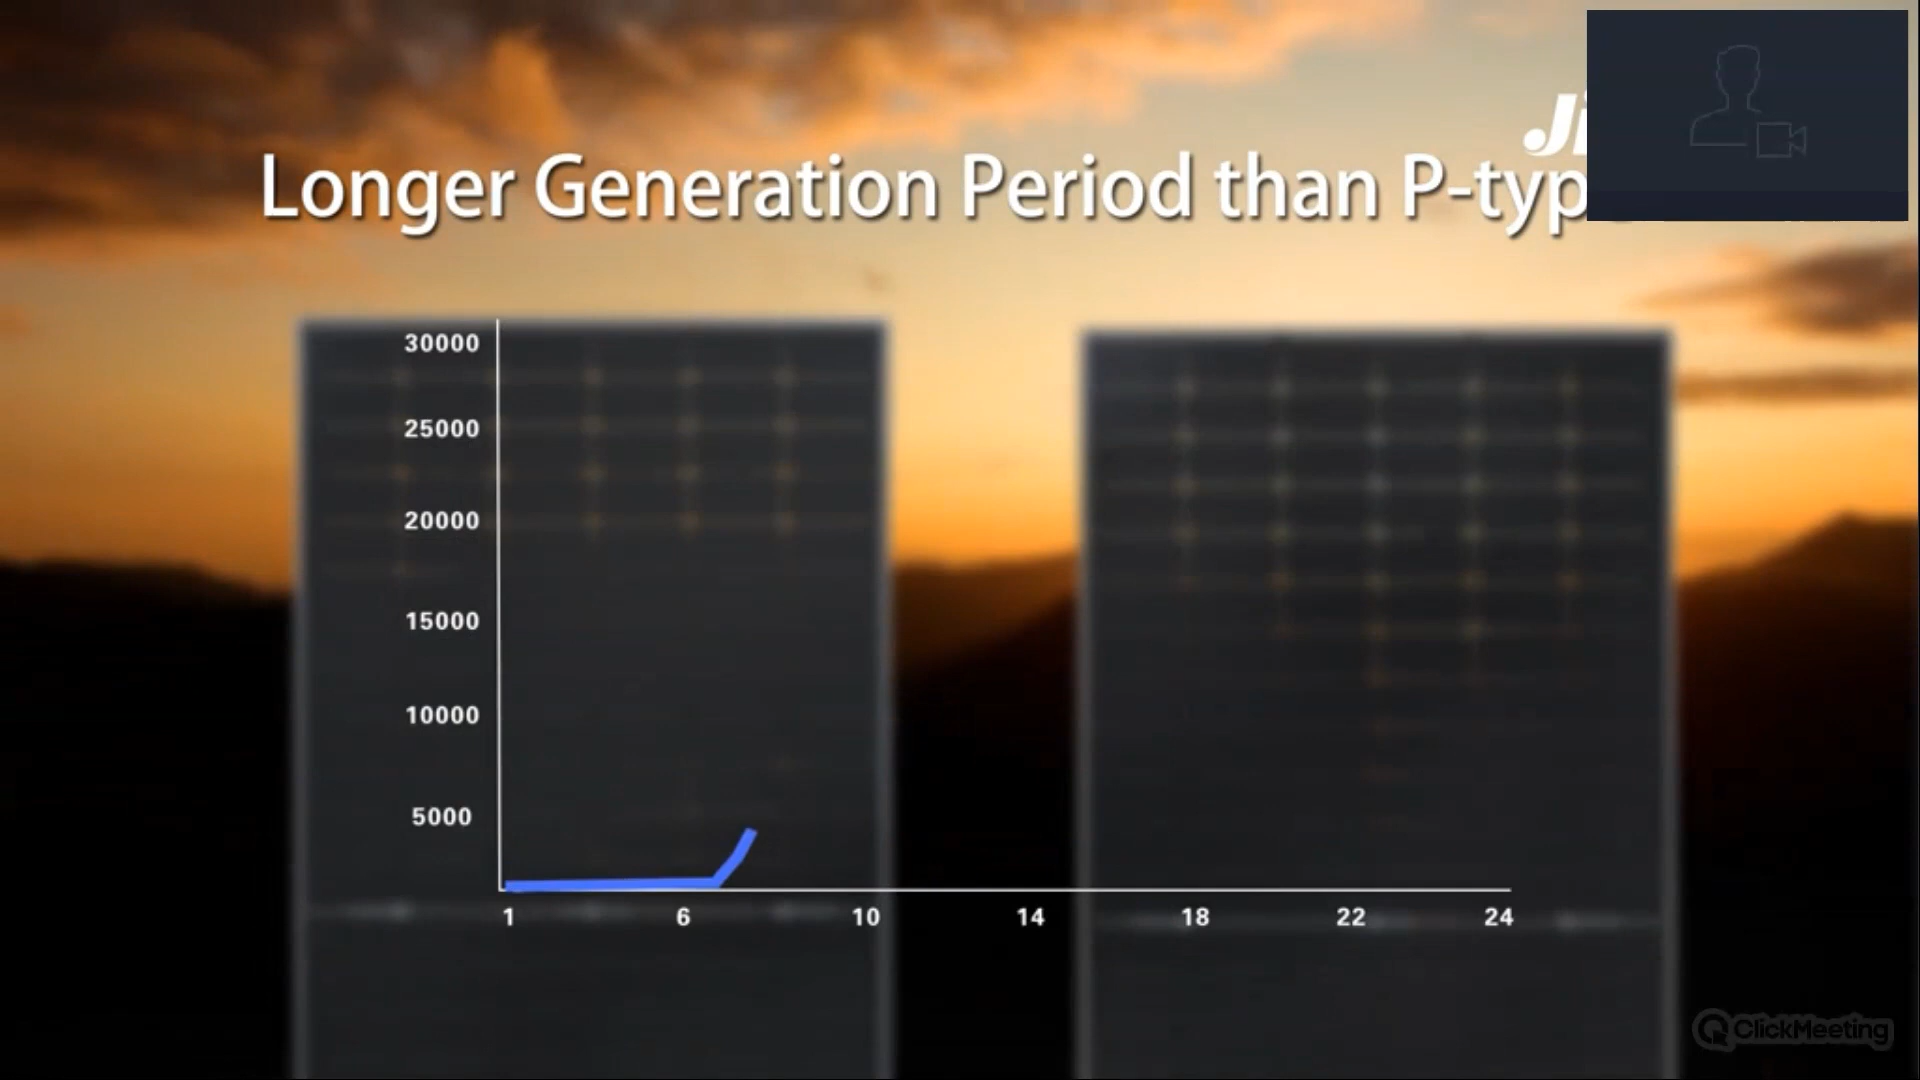 Ji
Longer Generation Period than P-typ
30000
25000
20000
15000
10000
5000
1 6 10 14 18 22 24
ClickMeeting